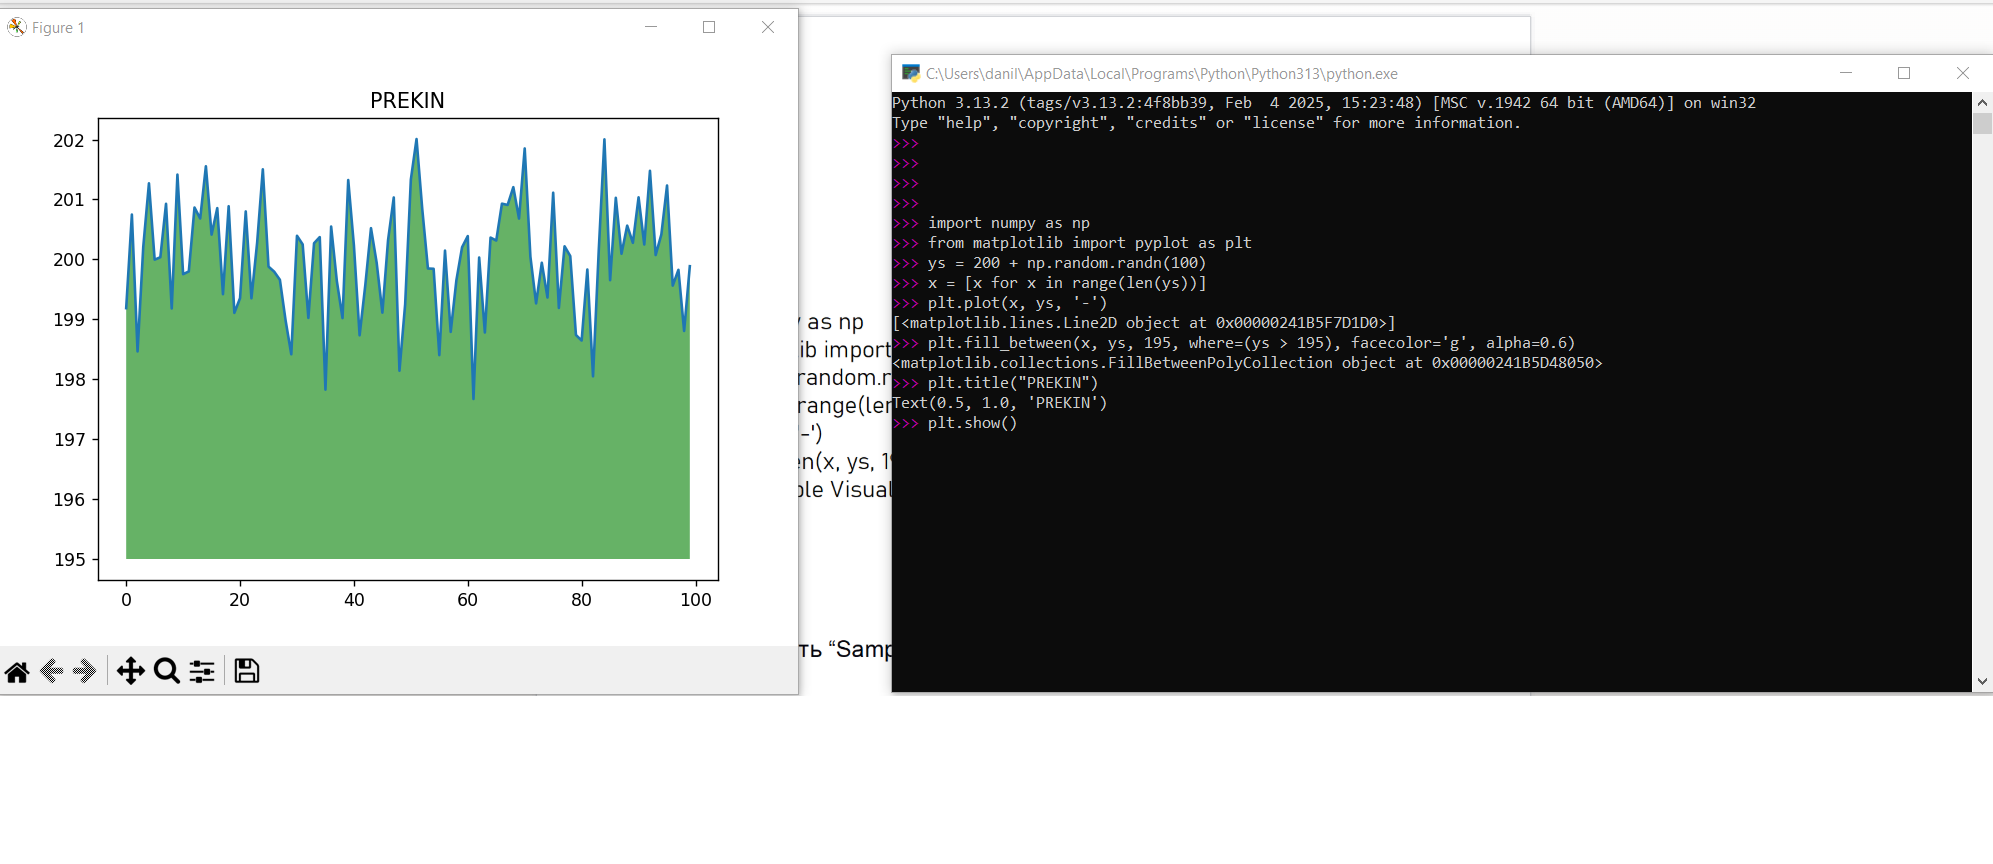 Figure 1
PREKIN
202
201
200
199
198
197
196
195
0 20 40 60 80 100
as np
ib import
random.r
range(len
'-')
en(x, ys, 19
ble Visual
ть “Samp
C:\Users\danil\AppData\Local\Programs\Python\Python313\python.exe
Python 3.13.2 (tags/v3.13.2:4f8bb39, Feb  4 2025, 15:23:48) [MSC v.1942 64 bit (AMD64)] on win32
Type "help", "copyright", "credits" or "license" for more information.
>>>
>>>
>>>
>>>
>>> import numpy as np
>>> from matplotlib import pyplot as plt
>>> ys = 200 + np.random.randn(100)
>>> x = [x for x in range(len(ys))]
>>> plt.plot(x, ys, '-')
[<matplotlib.lines.Line2D object at 0x00000241B5F7D1D0>]
>>> plt.fill_between(x, ys, 195, where=(ys > 195), facecolor='g', alpha=0.6)
<matplotlib.collections.FillBetweenPolyCollection object at 0x00000241B5D48050>
>>> plt.title("PREKIN")
Text(0.5, 1.0, 'PREKIN')
>>> plt.show()